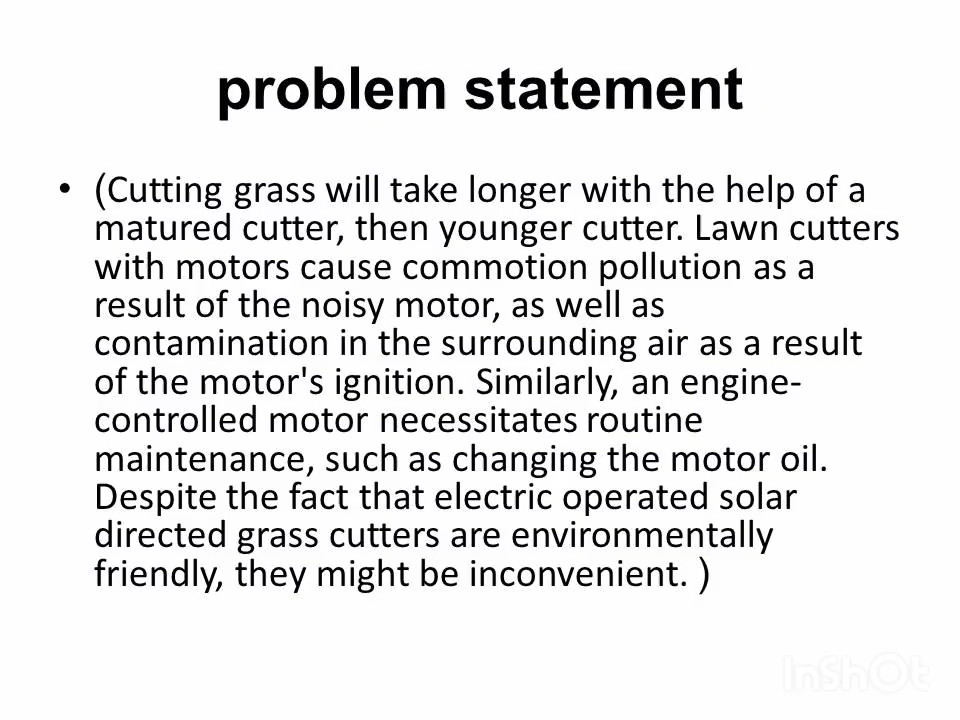 problem statement
• (Cutting grass will take longer with the help of a
matured cutter, then younger cutter. Lawn cutters
with motors cause commotion pollution as a
result of the noisy motor, as well as
contamination in the surrounding air as a result
of the motor's ignition. Similarly, an engine-
controlled motor necessitates routine
maintenance, such as changing the motor oil.
Despite the fact that electric operated solar
directed grass cutters are environmentally
friendly, they might be inconvenient. )
InShOt